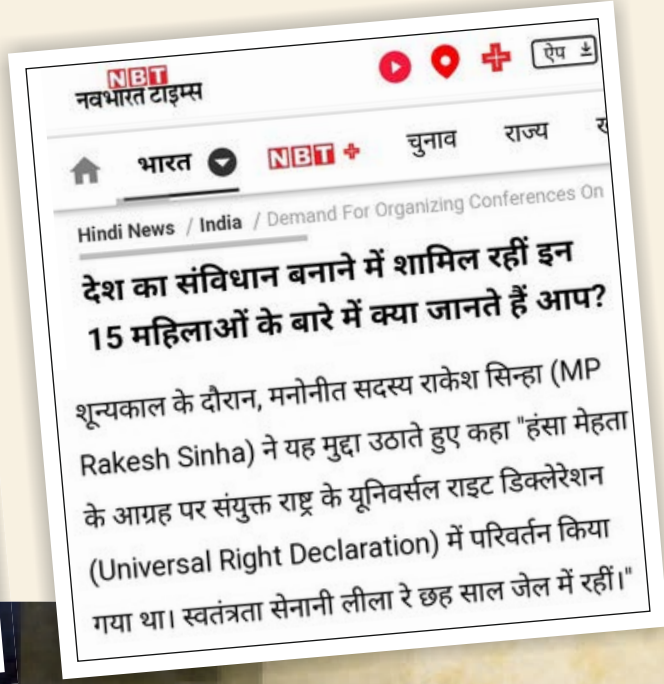 NBT
नवभारत टाइम्स
ऐप
भारत NBT + चुनाव राज्य
Hindi News / India / Demand For Organizing Conferences On
देश का संविधान बनाने में शामिल रहीं इन
15 महिलाओं के बारे में क्या जानते हैं आप?
शून्यकाल के दौरान, मनोनीत सदस्य राकेश सिन्हा (MP
Rakesh Sinha) ने यह मुद्दा उठाते हुए कहा "हंसा मेहता
के आग्रह पर संयुक्त राष्ट्र के यूनिवर्सल राइट डिक्लेरेशन
(Universal Right Declaration) में परिवर्तन किया
गया था। स्वतंत्रता सेनानी लीला रे छह साल जेल में रहीं।"